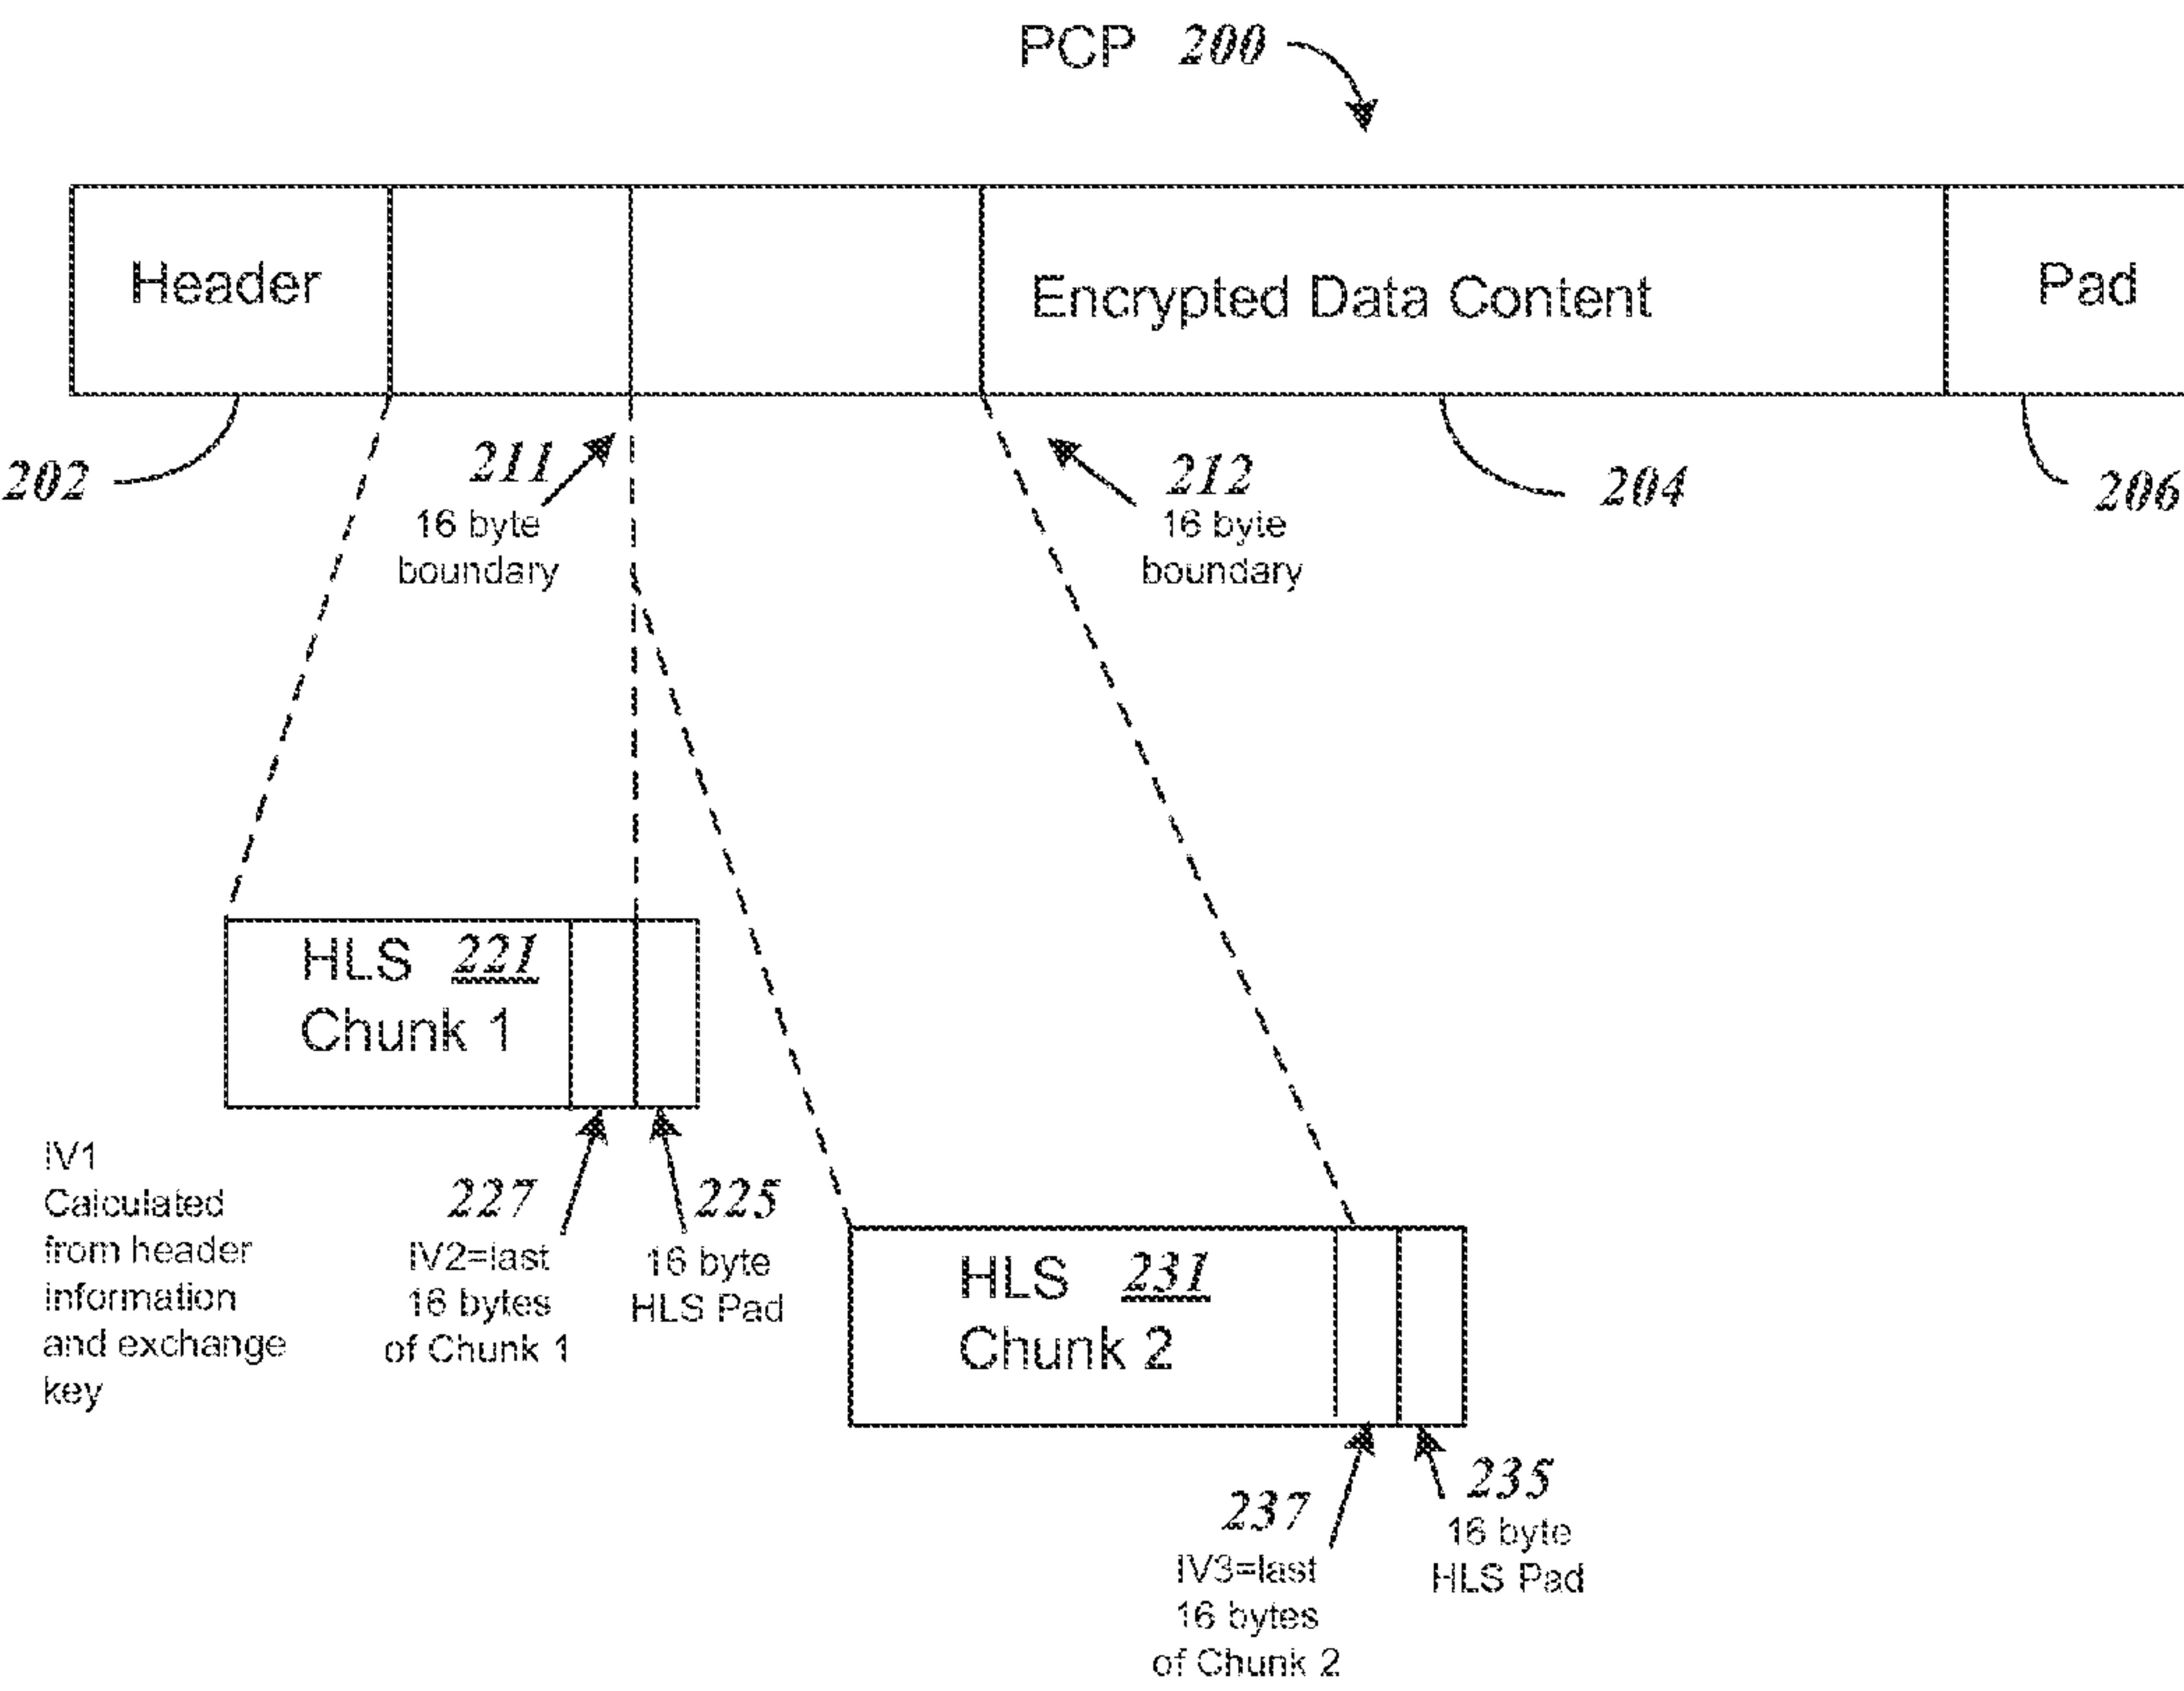 PCP 200
Header
Encrypted Data Content
Pad
202
211
16 byte
boundary
212
16 byte
boundary
204
206
HLS 221
Chunk 1
IV1
Calculated
from header
information
and exchange
key
227
IV2=last
16 bytes
of Chunk 1
225
16 byte
HLS Pad
HLS 231
Chunk 2
237
IV3=last
16 bytes
of Chunk 2
235
16 byte
HLS Pad